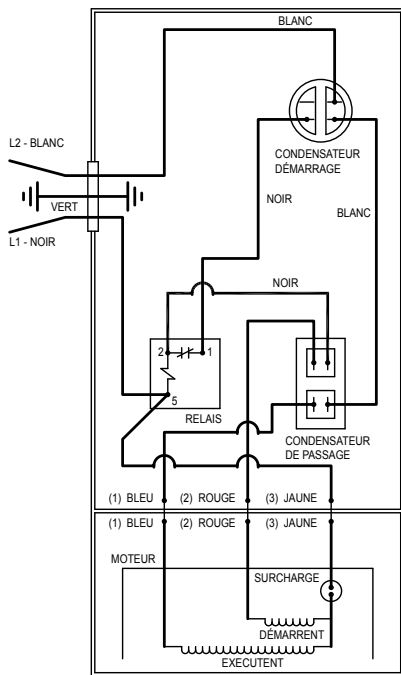 BLANC
L2 - BLANC
CONDENSATEUR
DÉMARRAGE
VERT
NOIR
BLANC
L1 - NOIR
NOIR
2
1
5
RELAIS
CONDENSATEUR
DE PASSAGE
(1) BLEU (2) ROUGE (3) JAUNE
(1) BLEU (2) ROUGE (3) JAUNE
MOTEUR
SURCHARGE
DÉMARRENT
EXECUTENT